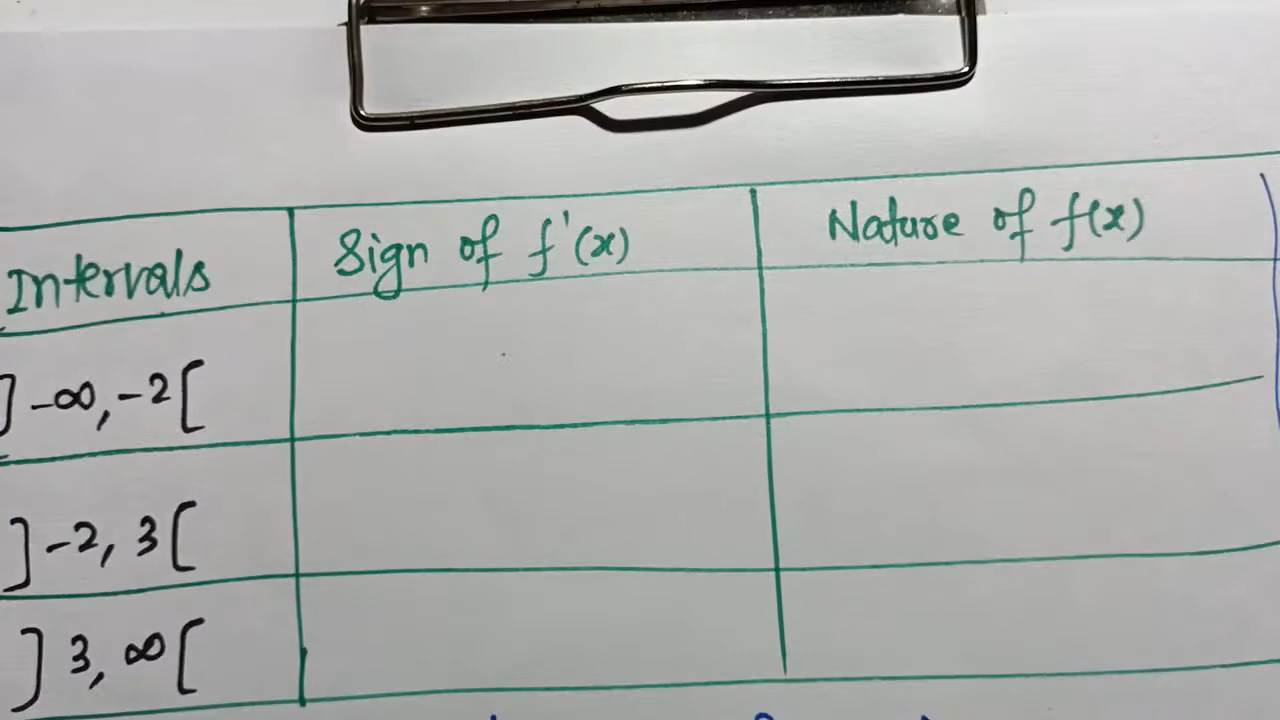 Intervals Sign of f'(x) Nature of f(x)
]-∞, -2[
]-2, 3[
]3, ∞[